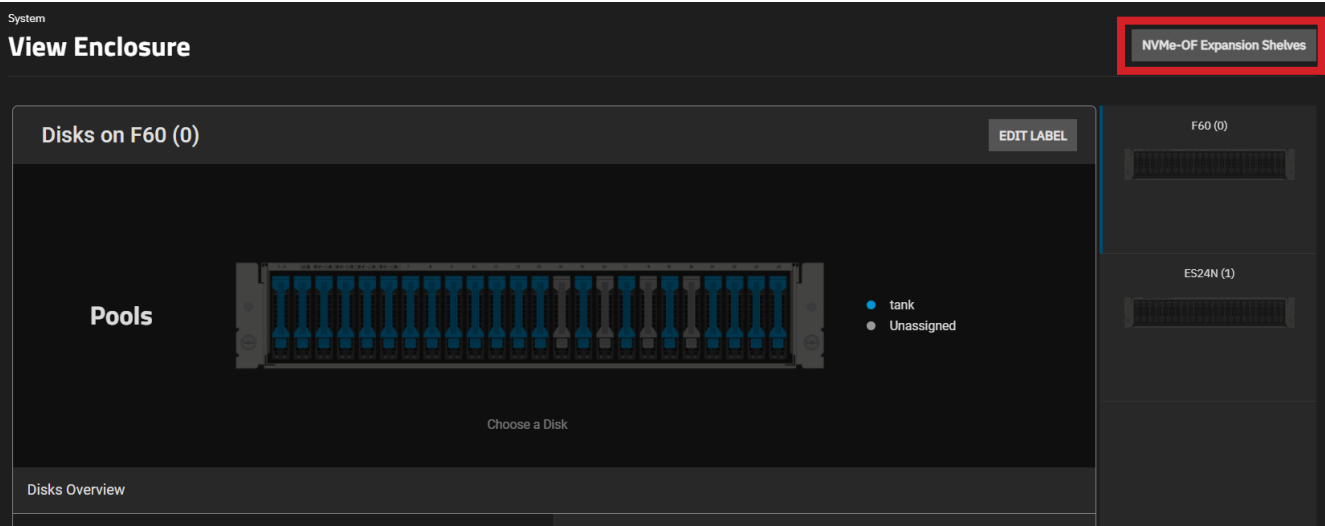 System
View Enclosure
NVMe-OF Expansion Shelves
Disks on F60 (0)
EDIT LABEL
F60 (0)
Pools
tank
Unassigned
ES24N (1)
Choose a Disk
Disks Overview